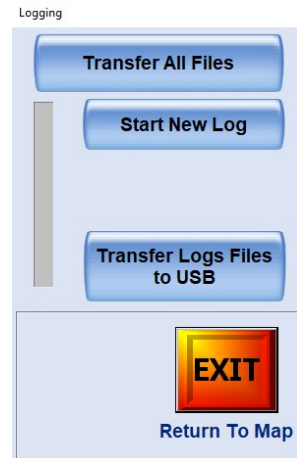 Logging
Transfer All Files
Start New Log
Transfer Logs Files
to USB
EXIT
Return To Map